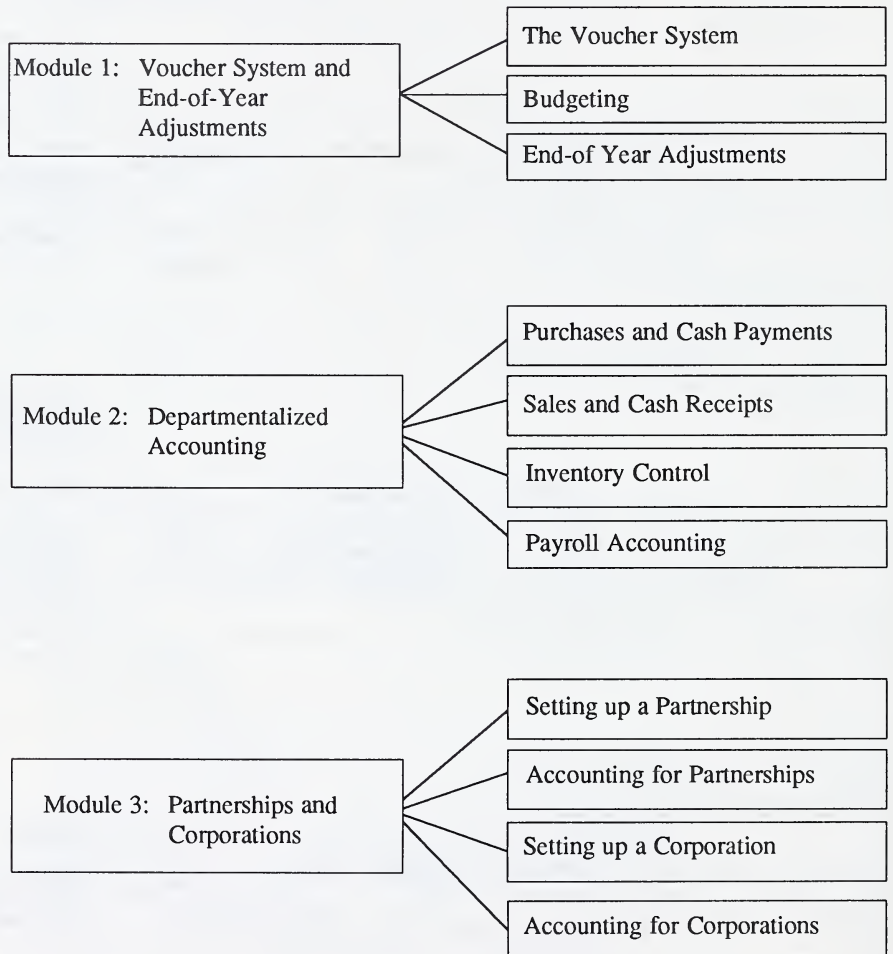 Module 1: Voucher System and
End-of-Year
Adjustments
The Voucher System
Budgeting
End-of Year Adjustments
Module 2: Departmentalized
Accounting
Purchases and Cash Payments
Sales and Cash Receipts
Inventory Control
Payroll Accounting
Module 3: Partnerships and
Corporations
Setting up a Partnership
Accounting for Partnerships
Setting up a Corporation
Accounting for Corporations